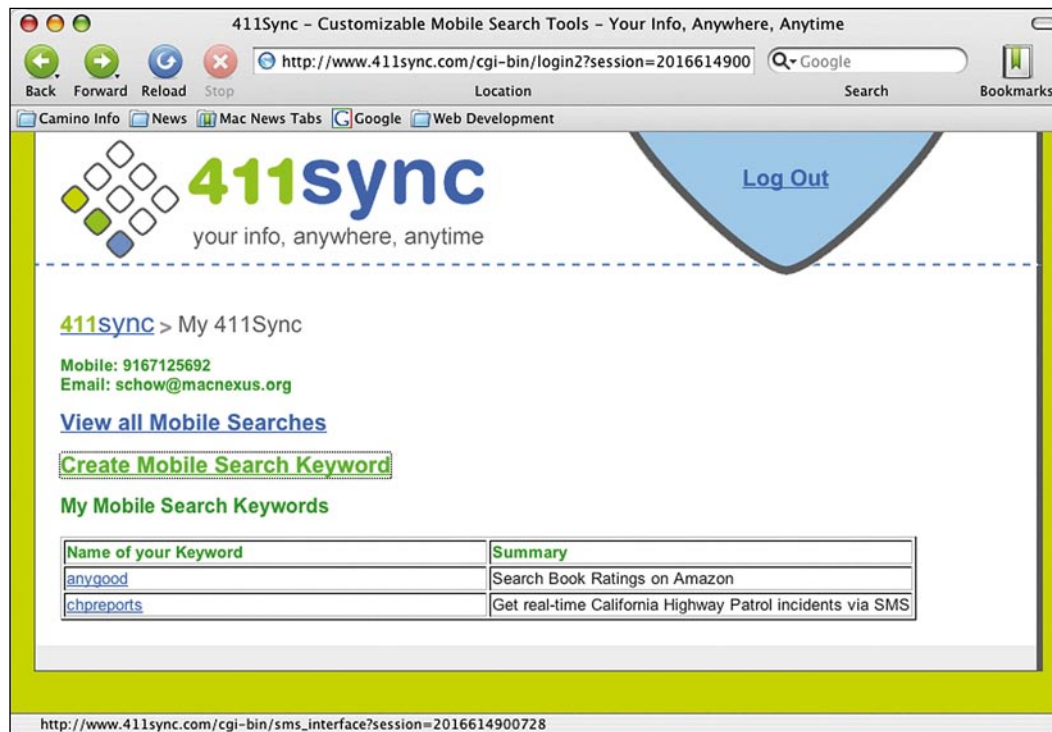 411Sync – Customizable Mobile Search Tools – Your Info, Anywhere, Anytime
http://www.411sync.com/cgi-bin/login2?session=2016614900
Google
Back Forward Reload Stop Location Search Bookmarks
Camino Info News Mac News Tabs Google Web Development
411sync
your info, anywhere, anytime
Log Out
411sync > My 411Sync
Mobile: 9167125692
Email: schow@macnexus.org
View all Mobile Searches
Create Mobile Search Keyword
My Mobile Search Keywords
Name of your Keyword Summary
anygood Search Book Ratings on Amazon
chpreports Get real-time California Highway Patrol incidents via SMS
http://www.411sync.com/cgi-bin/sms_interface?session=2016614900728